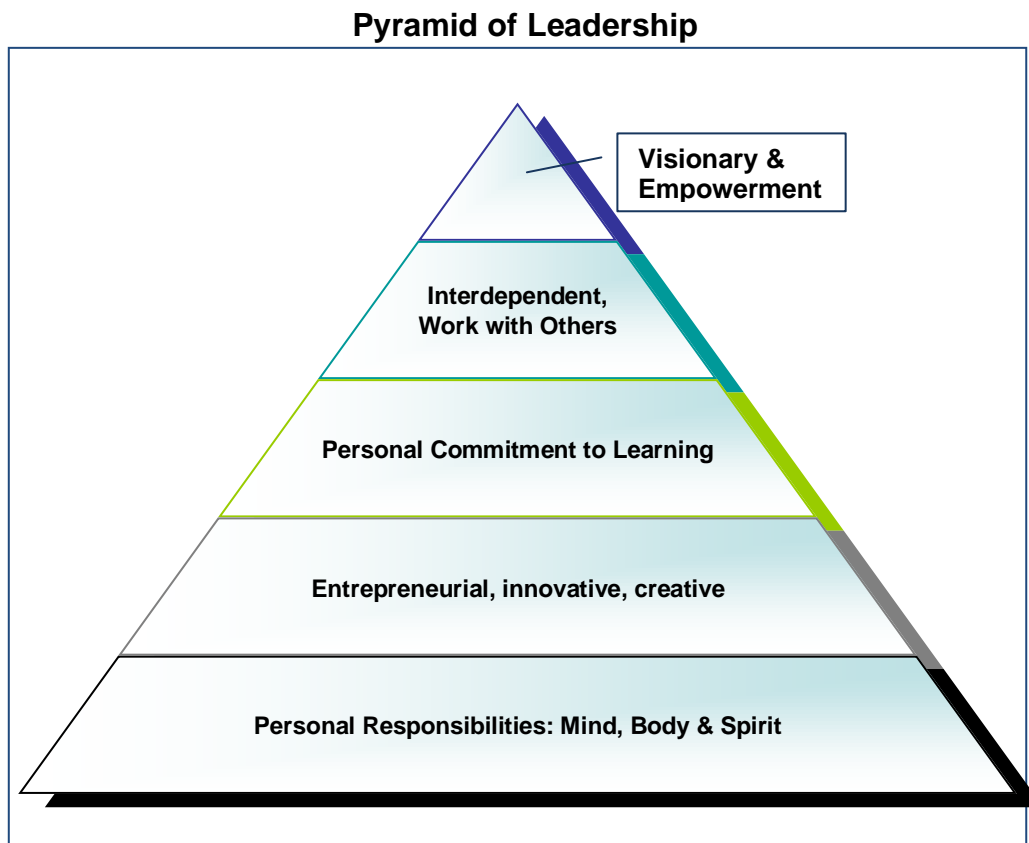 Pyramid of Leadership
Visionary &
Empowerment
Interdependent,
Work with Others
Personal Commitment to Learning
Entrepreneurial, innovative, creative
Personal Responsibilities: Mind, Body & Spirit